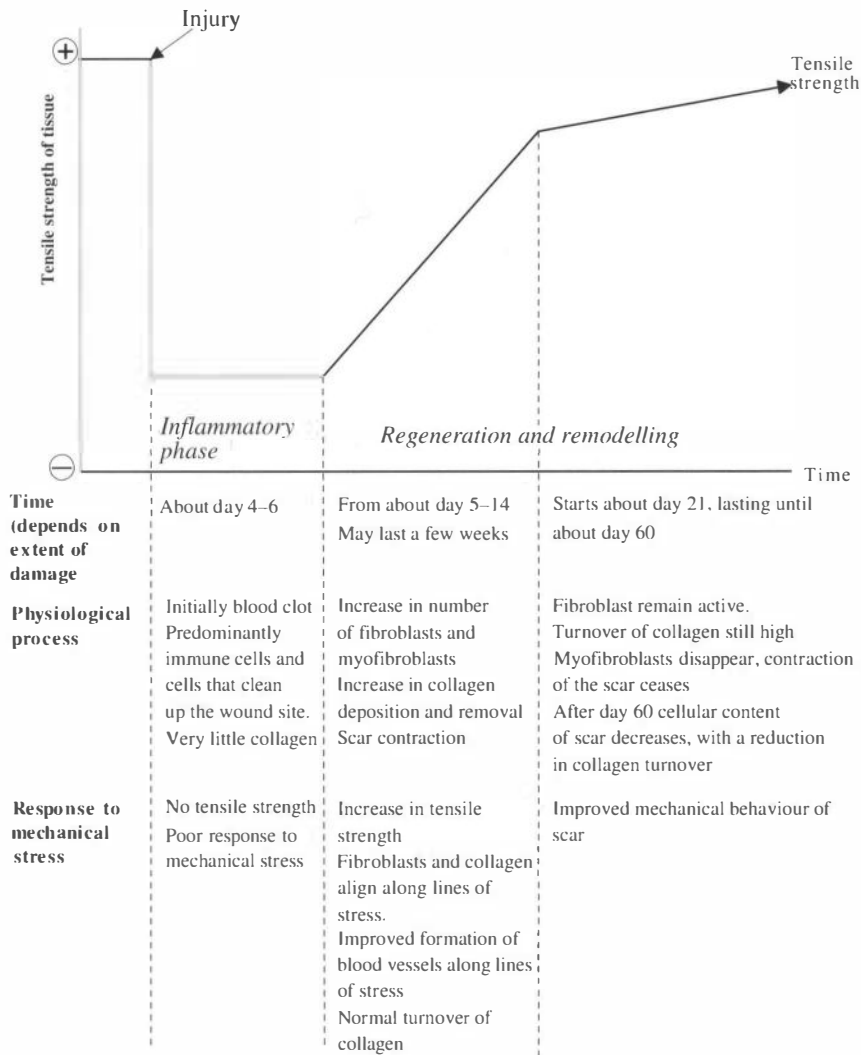 Injury
+
Tensile strength of tissue
Tensile
strength
Inflammatory
phase
Regeneration and remodelling
−
Time
Time
(depends on
extent of
damage
About day 4–6
From about day 5–14
May last a few weeks
Starts about day 21, lasting until
about day 60
Physiological
process
Initially blood clot
Predominantly
immune cells and
cells that clean
up the wound site.
Very little collagen
Increase in number
of fibroblasts and
myofibroblasts
Increase in collagen
deposition and removal
Scar contraction
Fibroblast remain active.
Turnover of collagen still high
Myofibroblasts disappear, contraction
of the scar ceases
After day 60 cellular content
of scar decreases, with a reduction
in collagen turnover
Response to
mechanical
stress
No tensile strength
Poor response to
mechanical stress
Increase in tensile
strength
Fibroblasts and collagen
align along lines of
stress.
Improved formation of
blood vessels along lines
of stress
Normal turnover of
collagen
Improved mechanical behaviour of
scar